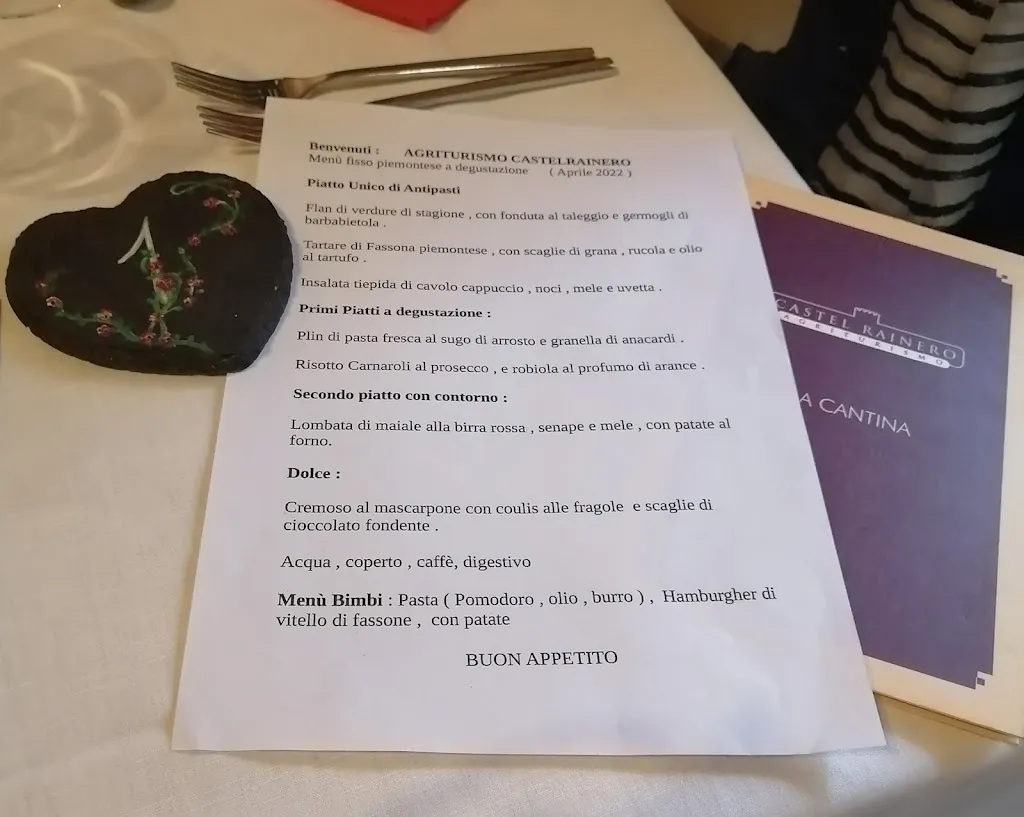 Benvenuti : AGRITURISMO CASTELRAINERO
Menù fisso piemontese a degustazione ( Aprile 2022 )
Piatto Unico di Antipasti
Flan di verdure di stagione , con fonduta al taleggio e germogli di
barbabietola .
Tartare di Fassona piemontese , con scaglie di grana , rucola e olio
al tartufo .
Insalata tiepida di cavolo cappuccio , noci , mele e uvetta .
Primi Piatti a degustazione :
Plin di pasta fresca al sugo di arrosto e granella di anacardi .
Risotto Carnaroli al prosecco , e robiola al profumo di arance .
Secondo piatto con contorno :
Lombata di maiale alla birra rossa , senape e mele , con patate al
forno.
Dolce :
Cremoso al mascarpone con coulis alle fragole e scaglie di
cioccolato fondente .
Acqua , coperto , caffè, digestivo
Menù Bimbi : Pasta ( Pomodoro , olio , burro ) , Hamburgher di
vitello di fassone , con patate
BUON APPETITO
1
CASTEL RAINERO
AGRITURISMO
A CANTINA